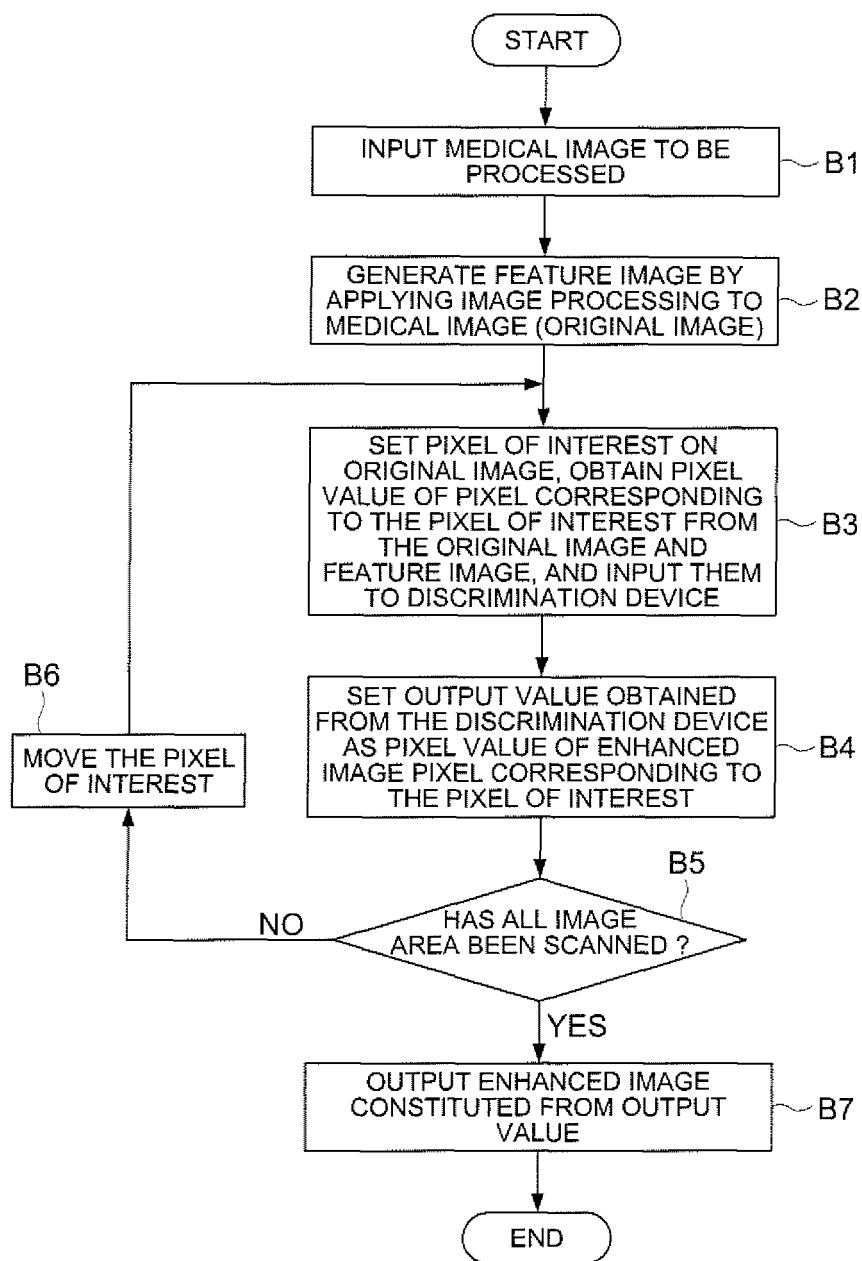 START
INPUT MEDICAL IMAGE TO BE
PROCESSED
B1
GENERATE FEATURE IMAGE BY
APPLYING IMAGE PROCESSING TO
MEDICAL IMAGE (ORIGINAL IMAGE)
B2
SET PIXEL OF INTEREST ON
ORIGINAL IMAGE, OBTAIN PIXEL
VALUE OF PIXEL CORRESPONDING
TO THE PIXEL OF INTEREST FROM
THE ORIGINAL IMAGE AND
FEATURE IMAGE, AND INPUT THEM
TO DISCRIMINATION DEVICE
B3
SET OUTPUT VALUE OBTAINED
FROM THE DISCRIMINATION DEVICE
AS PIXEL VALUE OF ENHANCED
IMAGE PIXEL CORRESPONDING TO
THE PIXEL OF INTEREST
B4
B6
MOVE THE PIXEL
OF INTEREST
B5
HAS ALL IMAGE
AREA BEEN SCANNED ?
NO
YES
OUTPUT ENHANCED IMAGE
CONSTITUTED FROM OUTPUT
VALUE
B7
END